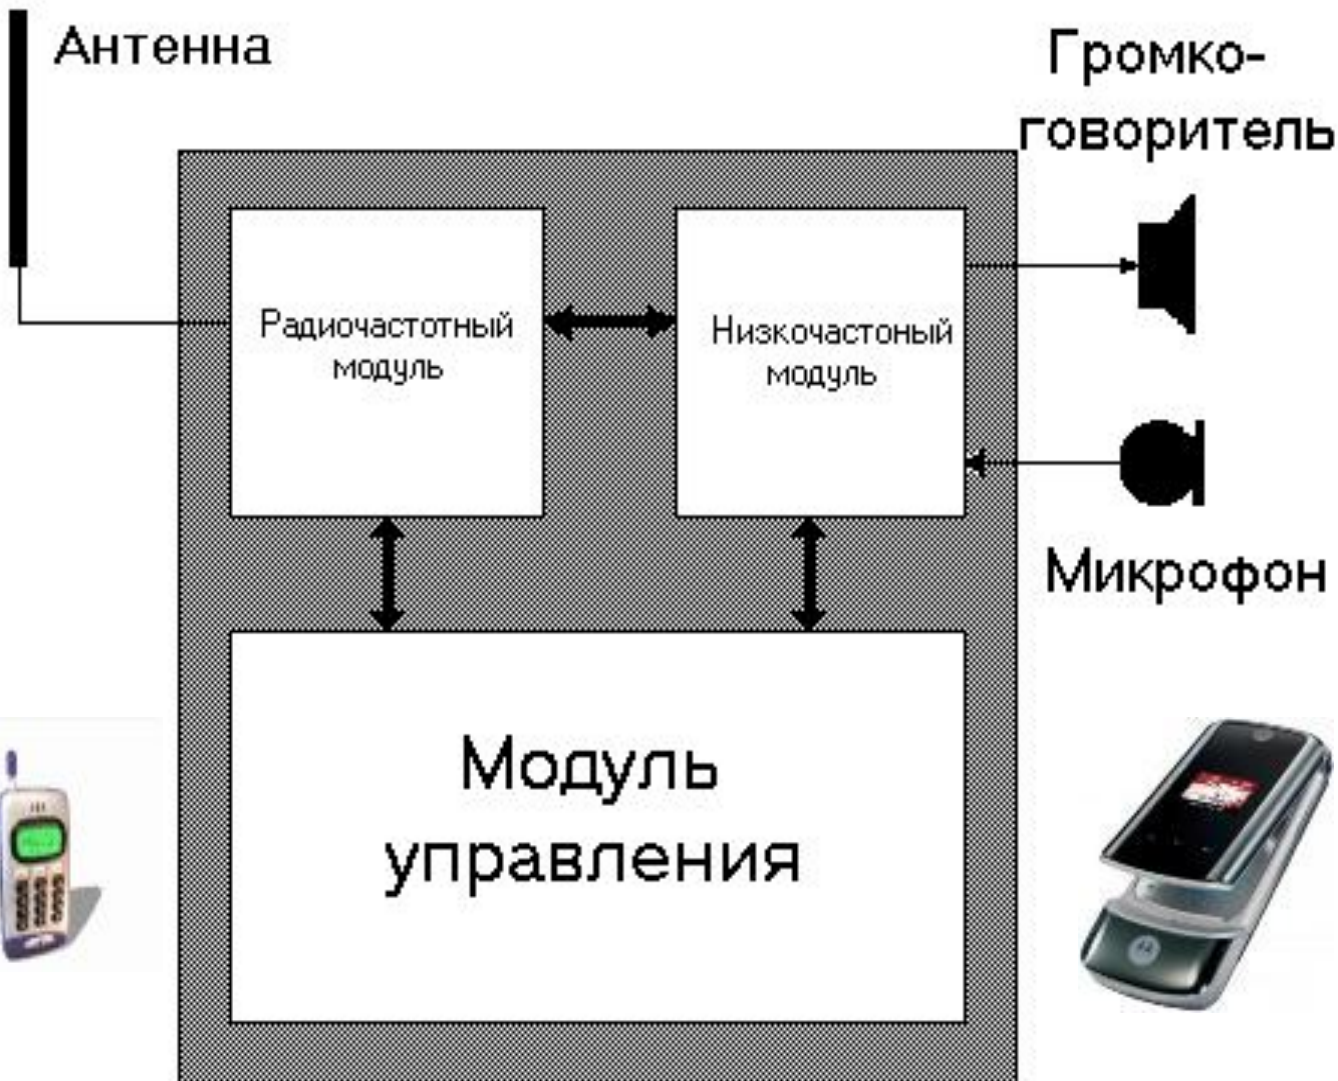 Антенна
Громко-
говоритель
Радиочастотный
модуль
Низкочастоный
модуль
Микрофон
Модуль
управления